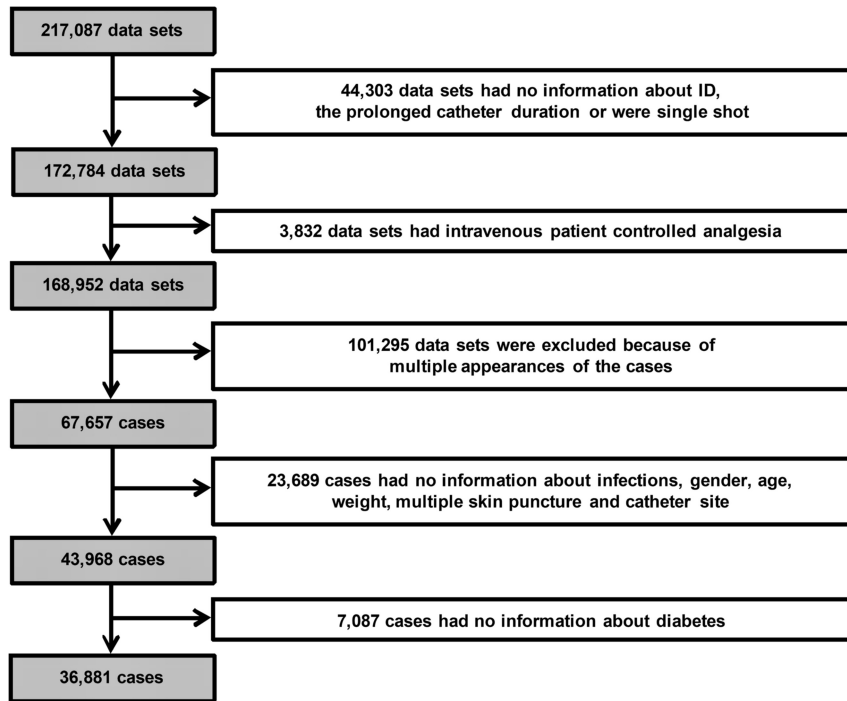 217,087 data sets
44,303 data sets had no information about ID,
the prolonged catheter duration or were single shot
172,784 data sets
3,832 data sets had intravenous patient controlled analgesia
168,952 data sets
101,295 data sets were excluded because of
multiple appearances of the cases
67,657 cases
23,689 cases had no information about infections, gender, age,
weight, multiple skin puncture and catheter site
43,968 cases
7,087 cases had no information about diabetes
36,881 cases